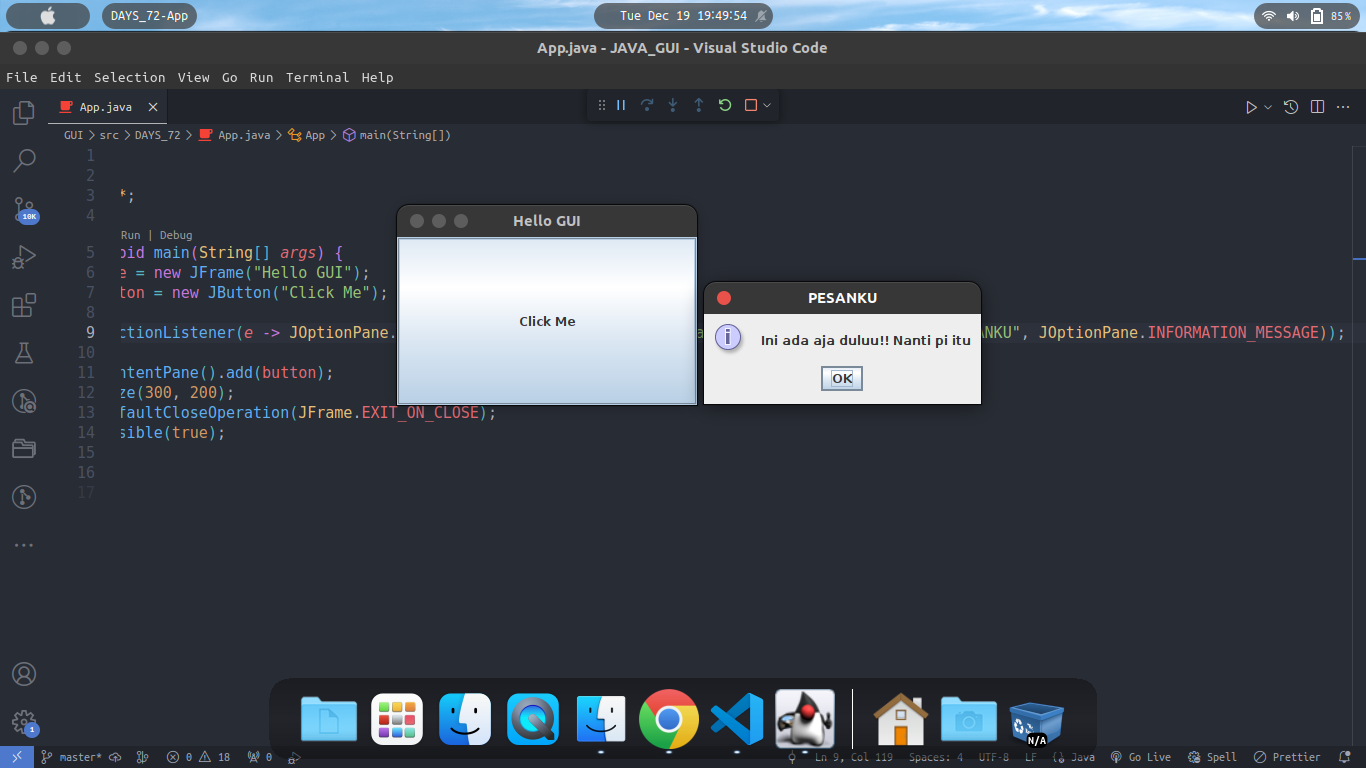 DAYS_72-App
Tue Dec 19 19:49:54
85%
App.java - JAVA_GUI - Visual Studio Code
File Edit Selection View Go Run Terminal Help
App.java
GUI > src > DAYS_72 > App.java > App > main(String[])
1
2
3 *;
4
Run | Debug
5 oid main(String[] args) {
6 e = new JFrame("Hello GUI");
7 ton = new JButton("Click Me");
8
9 ctionListener(e -> JOptionPane. ANKU", JOptionPane.INFORMATION_MESSAGE));
10
11 ntentPane().add(button);
12 ze(300, 200);
13 faultCloseOperation(JFrame.EXIT_ON_CLOSE);
14 sible(true);
15
16
17
Hello GUI
Click Me
PESANKU
i
Ini ada aja duluu!! Nanti pi itu
OK
10K
1
N/A
master* 0 18 0 Ln 9, Col 119 Spaces: 4 UTF-8 LF {} Java Go Live Spell Prettier